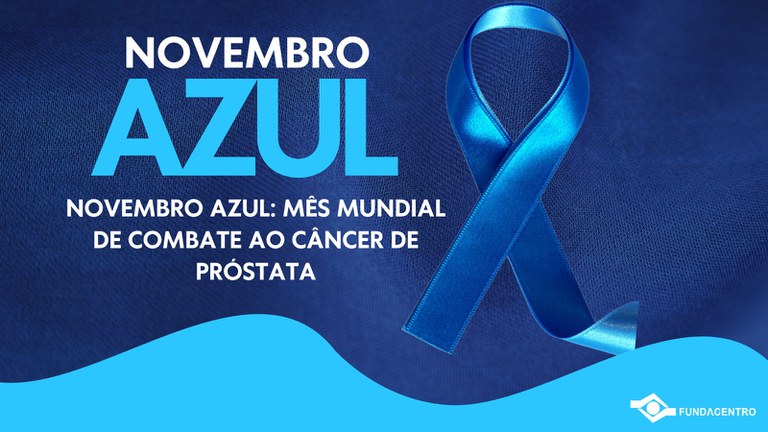 NOVEMBRO
AZUL
NOVEMBRO AZUL: MÊS MUNDIAL
DE COMBATE AO CÂNCER DE
PRÓSTATA
FUNDACENTRO